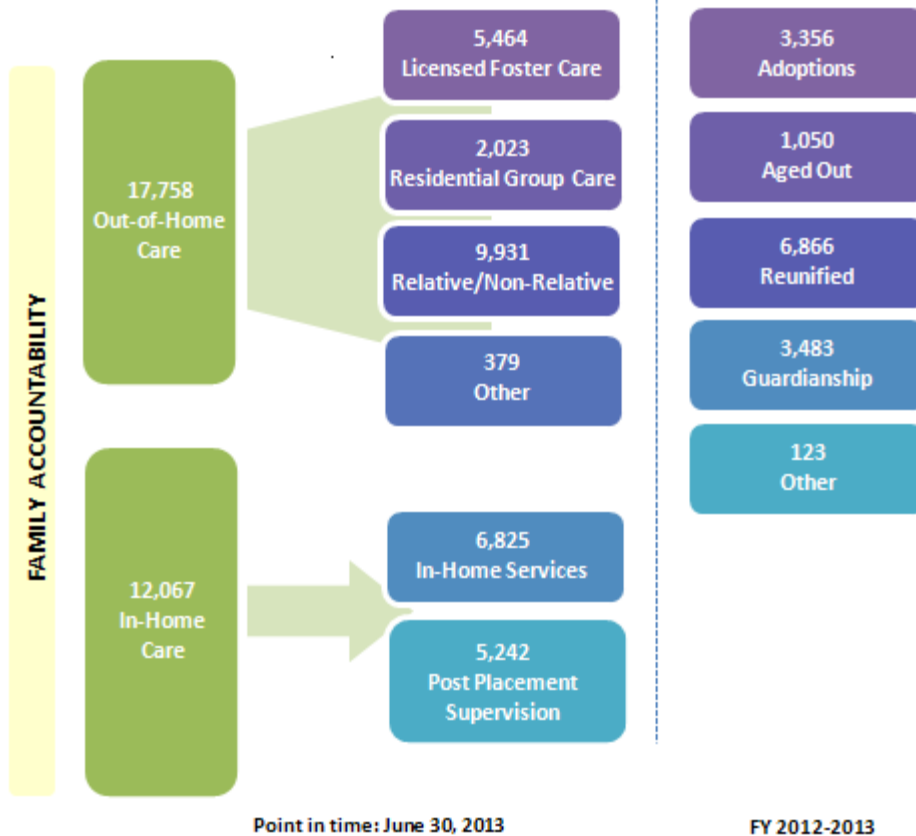 FAMILY ACCOUNTABILITY
17,758
Out-of-Home
Care
5,464
Licensed Foster Care
2,023
Residential Group Care
9,931
Relative/Non-Relative
379
Other
12,067
In-Home
Care
6,825
In-Home Services
5,242
Post Placement
Supervision
Point in time: June 30, 2013
3,356
Adoptions
1,050
Aged Out
6,866
Reunified
3,483
Guardianship
123
Other
FY 2012-2013